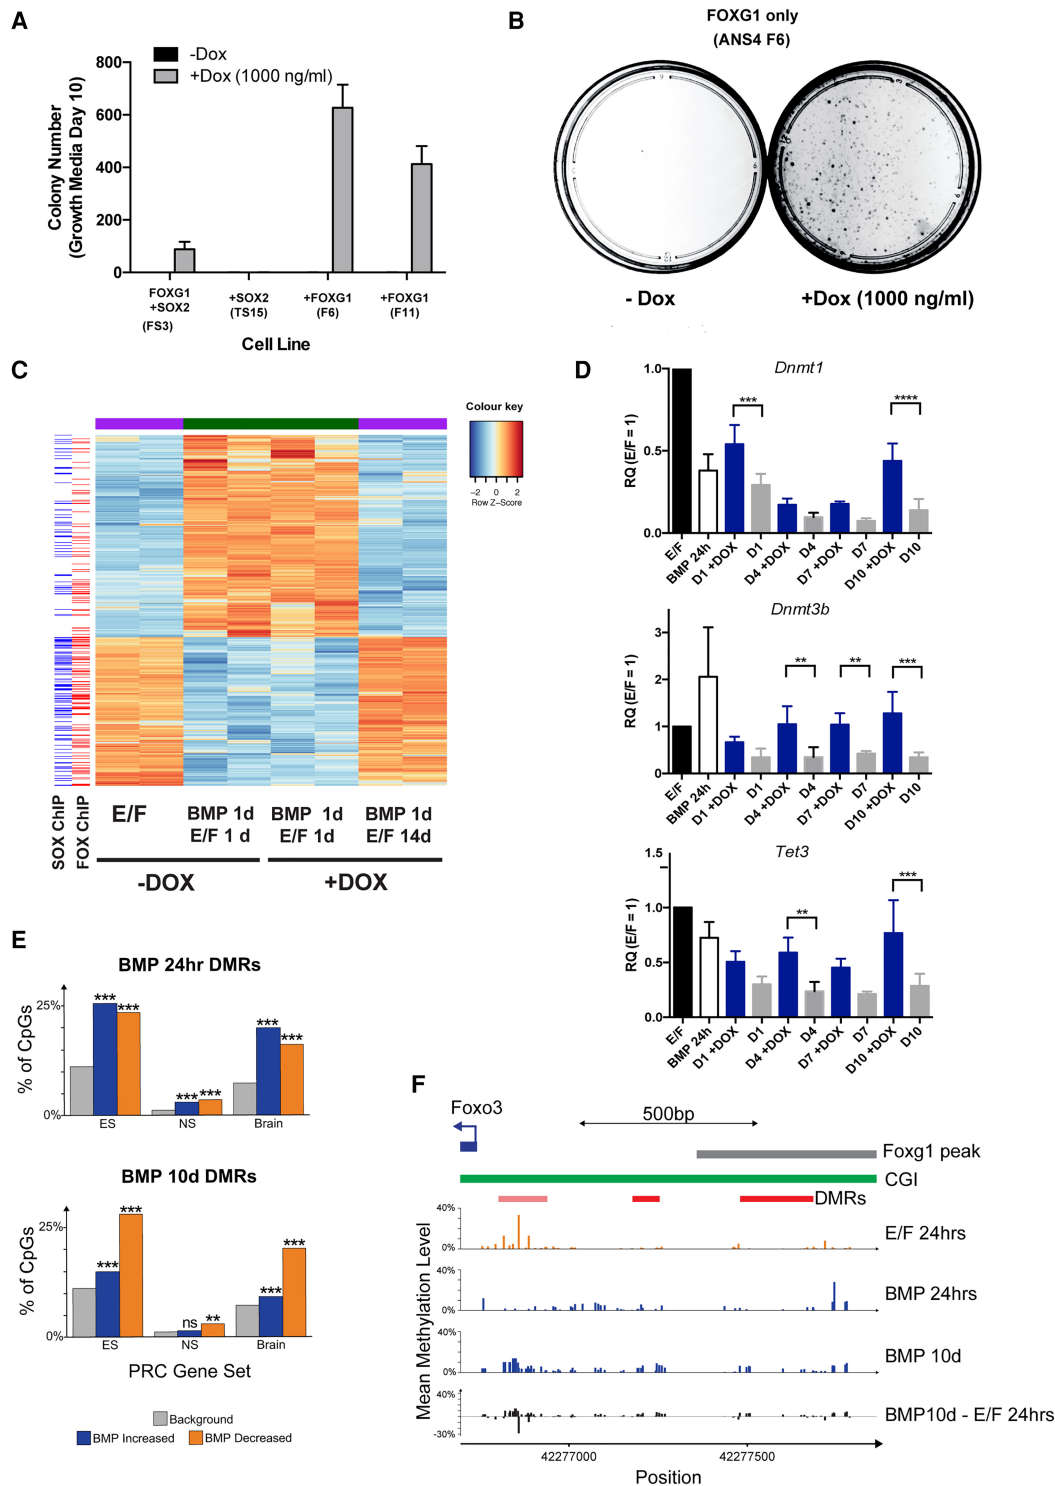 A
-Dox
+Dox (1000 ng/ml)
Colony Number
(Growth Media Day 10)
800
600
400
200
0
FOXG1
+SOX2
(FS3)
+SOX2
(TS15)
+FOXG1
(F6)
+FOXG1
(F11)
Cell Line
B
FOXG1 only
(ANS4 F6)
- Dox
+Dox (1000 ng/ml)
C
Colour key
-2 0 2
Row Z-Score
SOX ChIP
FOX ChIP
E/F
BMP 1d
E/F 1 d
BMP 1d
E/F 1d
BMP 1d
E/F 14d
-DOX
+DOX
D
Dnmt1
RQ (E/F = 1)
1.0
0.5
0.0
***
****
E/F
BMP 24h
D1 +DOX
D1
D4 +DOX
D4
D7 +DOX
D7
D10 +DOX
D10
Dnmt3b
RQ (E/F = 1)
3
2
1
0
**
**
***
E/F
BMP 24h
D1 +DOX
D1
D4 +DOX
D4
D7 +DOX
D7
D10 +DOX
D10
Tet3
RQ (E/F = 1)
1.5
1.0
0.5
0.0
**
***
E/F
BMP 24h
D1 +DOX
D1
D4 +DOX
D4
D7 +DOX
D7
D10 +DOX
D10
E
BMP 24hr DMRs
% of CpGs
25%
0%
*** ***
*** ***
*** ***
ES NS Brain
BMP 10d DMRs
% of CpGs
25%
0%
*** ***
ns **
*** ***
ES NS Brain
PRC Gene Set
Background
BMP Increased
BMP Decreased
F
Foxo3
500bp
Foxg1 peak
CGI
DMRs
Mean Methylation Level
40%
0%
E/F 24hrs
40%
0%
BMP 24hrs
40%
0%
BMP 10d
40%
-30%
BMP10d - E/F 24hrs
42277000
42277500
Position